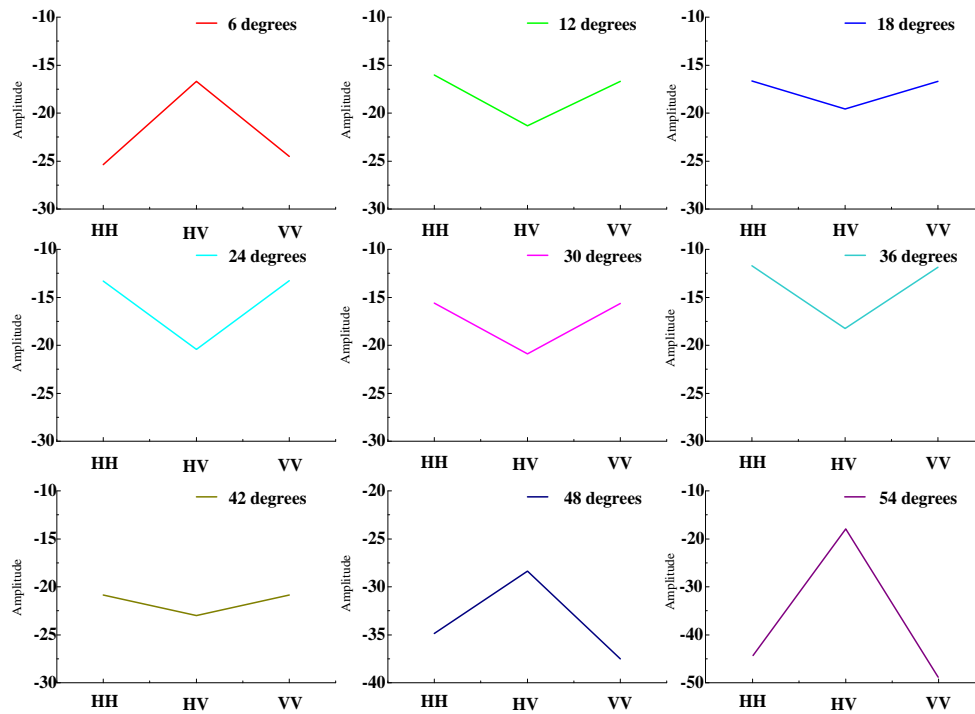 -10 6 degrees -10 12 degrees -10 18 degrees
-15 -15 -15
Amplitude Amplitude Amplitude
-20 -20 -20
-25 -25 -25
-30 -30 -30
HH HV VV HH HV VV HH HV VV
-10 24 degrees -10 30 degrees -10 36 degrees
-15 -15 -15
Amplitude Amplitude Amplitude
-20 -20 -20
-25 -25 -25
-30 -30 -30
HH HV VV HH HV VV HH HV VV
-10 42 degrees -20 48 degrees -10 54 degrees
-15 -25 -20
Amplitude Amplitude Amplitude
-20 -30 -30
-25 -35 -40
-30 -40 -50
HH HV VV HH HV VV HH HV VV